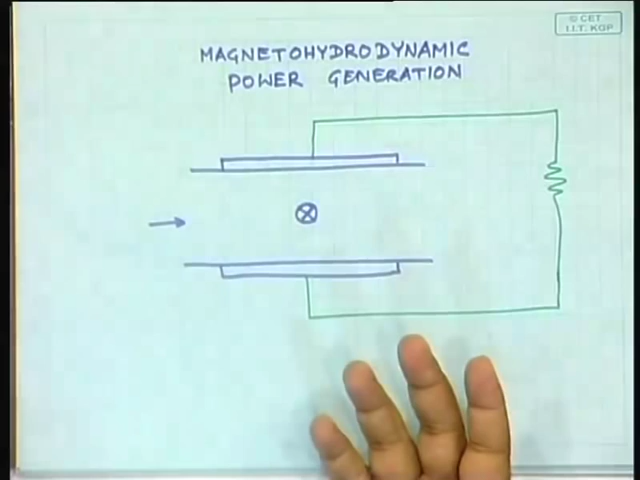 © CET
I.I.T. KGP
MAGNETOHYDRODYNAMIC
POWER GENERATION